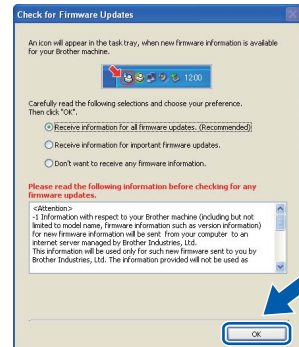 Check for Firmware Updates
An icon will appear in the task tray, when new firmware information is available
for your Brother machine.
12:00
Carefully read the following selections and choose your preference.
Then click "OK".
Receive information for all firmware updates. (Recommended)
Receive information for important firmware updates.
Don't want to receive any firmware information.
Please read the following information before checking for any
firmware updates.
<Attention>
-1 Information with respect to your Brother machine (including but not
limited to model name, firmware information such as version information)
for new firmware information will be sent from your computer to an
internet server managed by Brother Industries, Ltd.
This information will be used only for such new firmware sent to you by
Brother Industries, Ltd. The information provided will not be used as
OK